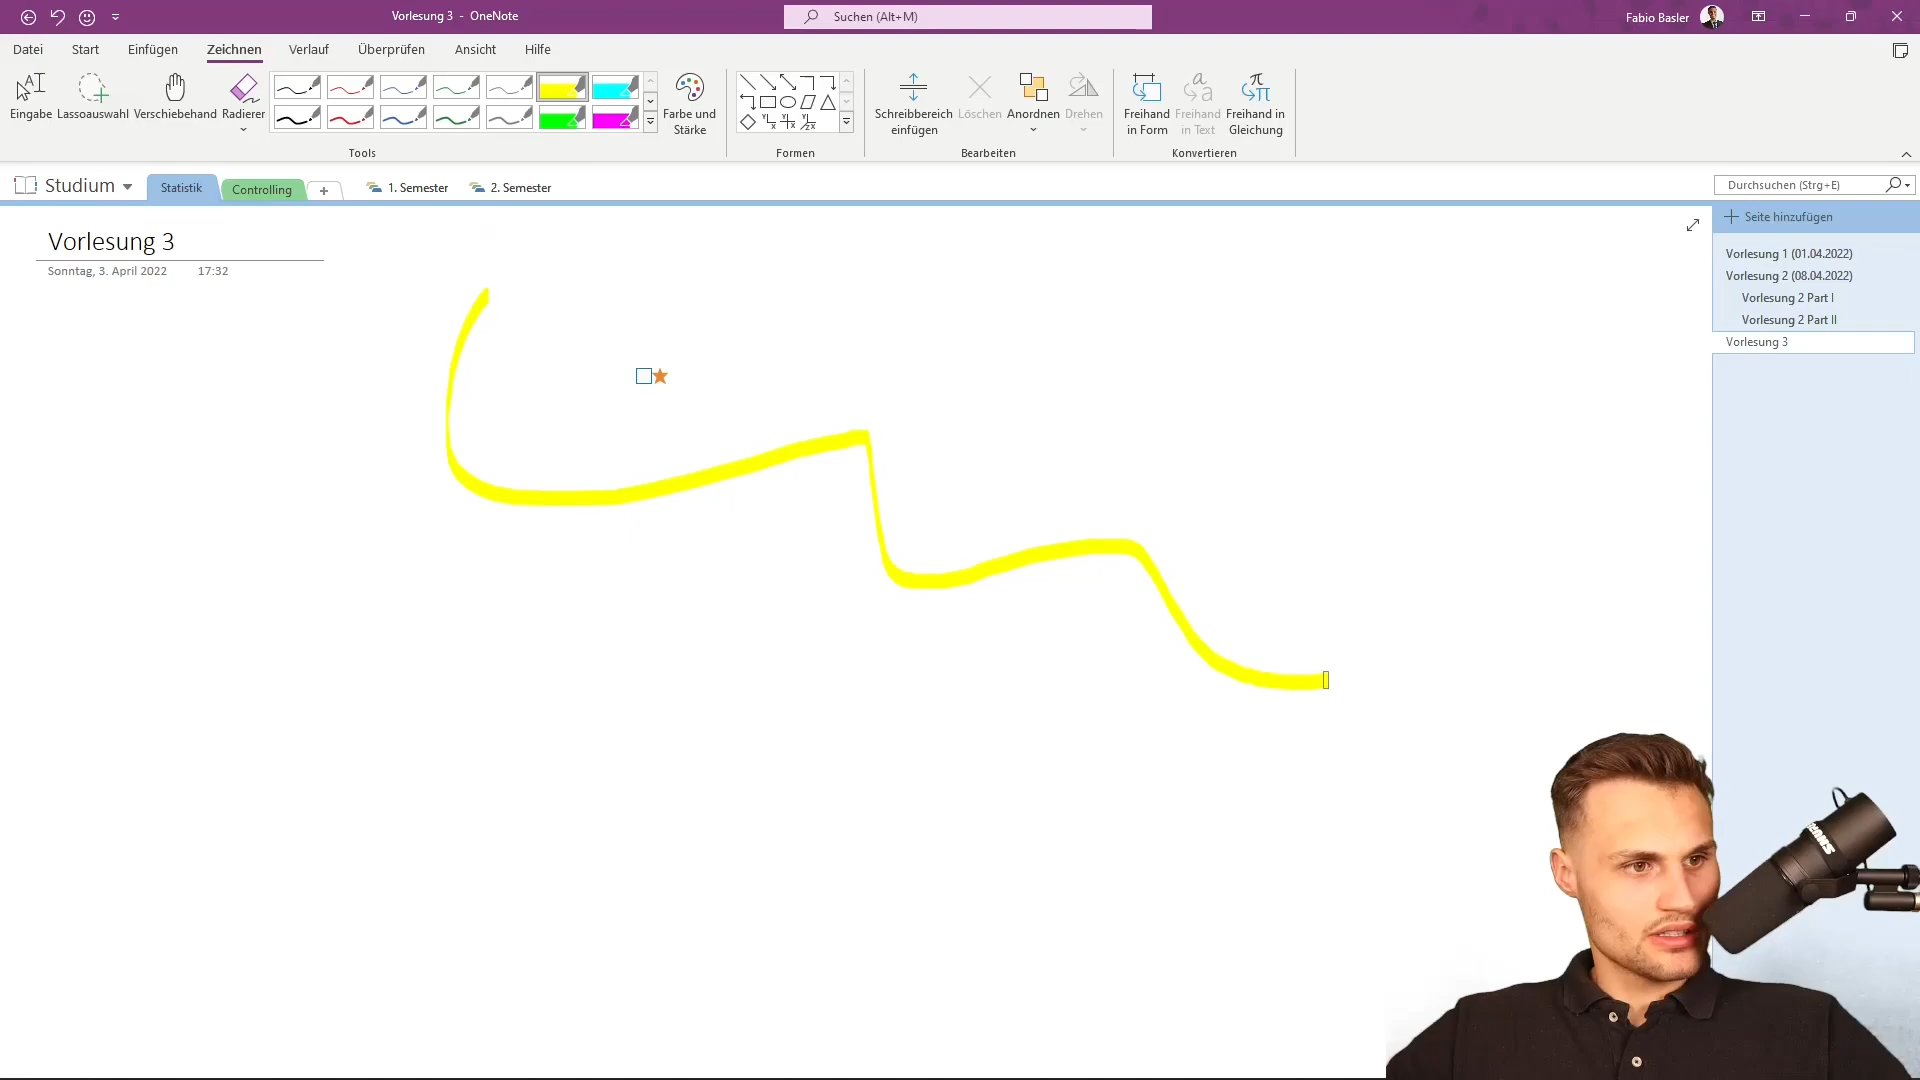 Vorlesung 3 - OneNote
Suchen (Alt+M)
Fabio Basler
Datei Start Einfügen Zeichnen Verlauf Überprüfen Ansicht Hilfe
Eingabe Lassoauswahl Verschiebehand Radierer
Farbe und Stärke
Schreibbereich einfügen
Löschen Anordnen Drehen
Freihand in Form
Freihand in Text
Freihand in Gleichung
Tools Formen Bearbeiten Konvertieren
Studium Statistik Controlling 1. Semester 2. Semester
Durchsuchen (Strg+E)
Seite hinzufügen
Vorlesung 1 (01.04.2022)
Vorlesung 2 (08.04.2022)
Vorlesung 2 Part I
Vorlesung 2 Part II
Vorlesung 3
Vorlesung 3
Sonntag, 3. April 2022 17:32
SHURE